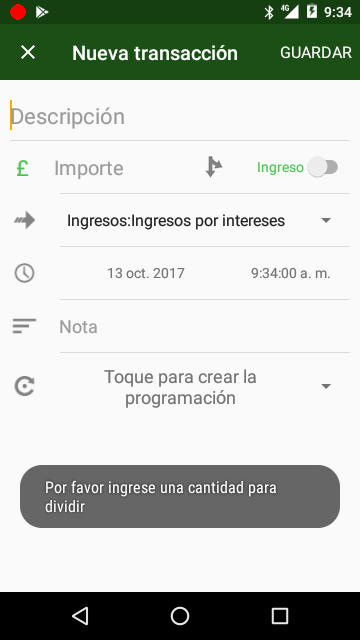 4G 9:34
Nueva transacción GUARDAR
Descripción
£ Importe Ingreso
Ingresos:Ingresos por intereses
13 oct. 2017 9:34:00 a. m.
Nota
Toque para crear la
programación
Por favor ingrese una cantidad para
dividir